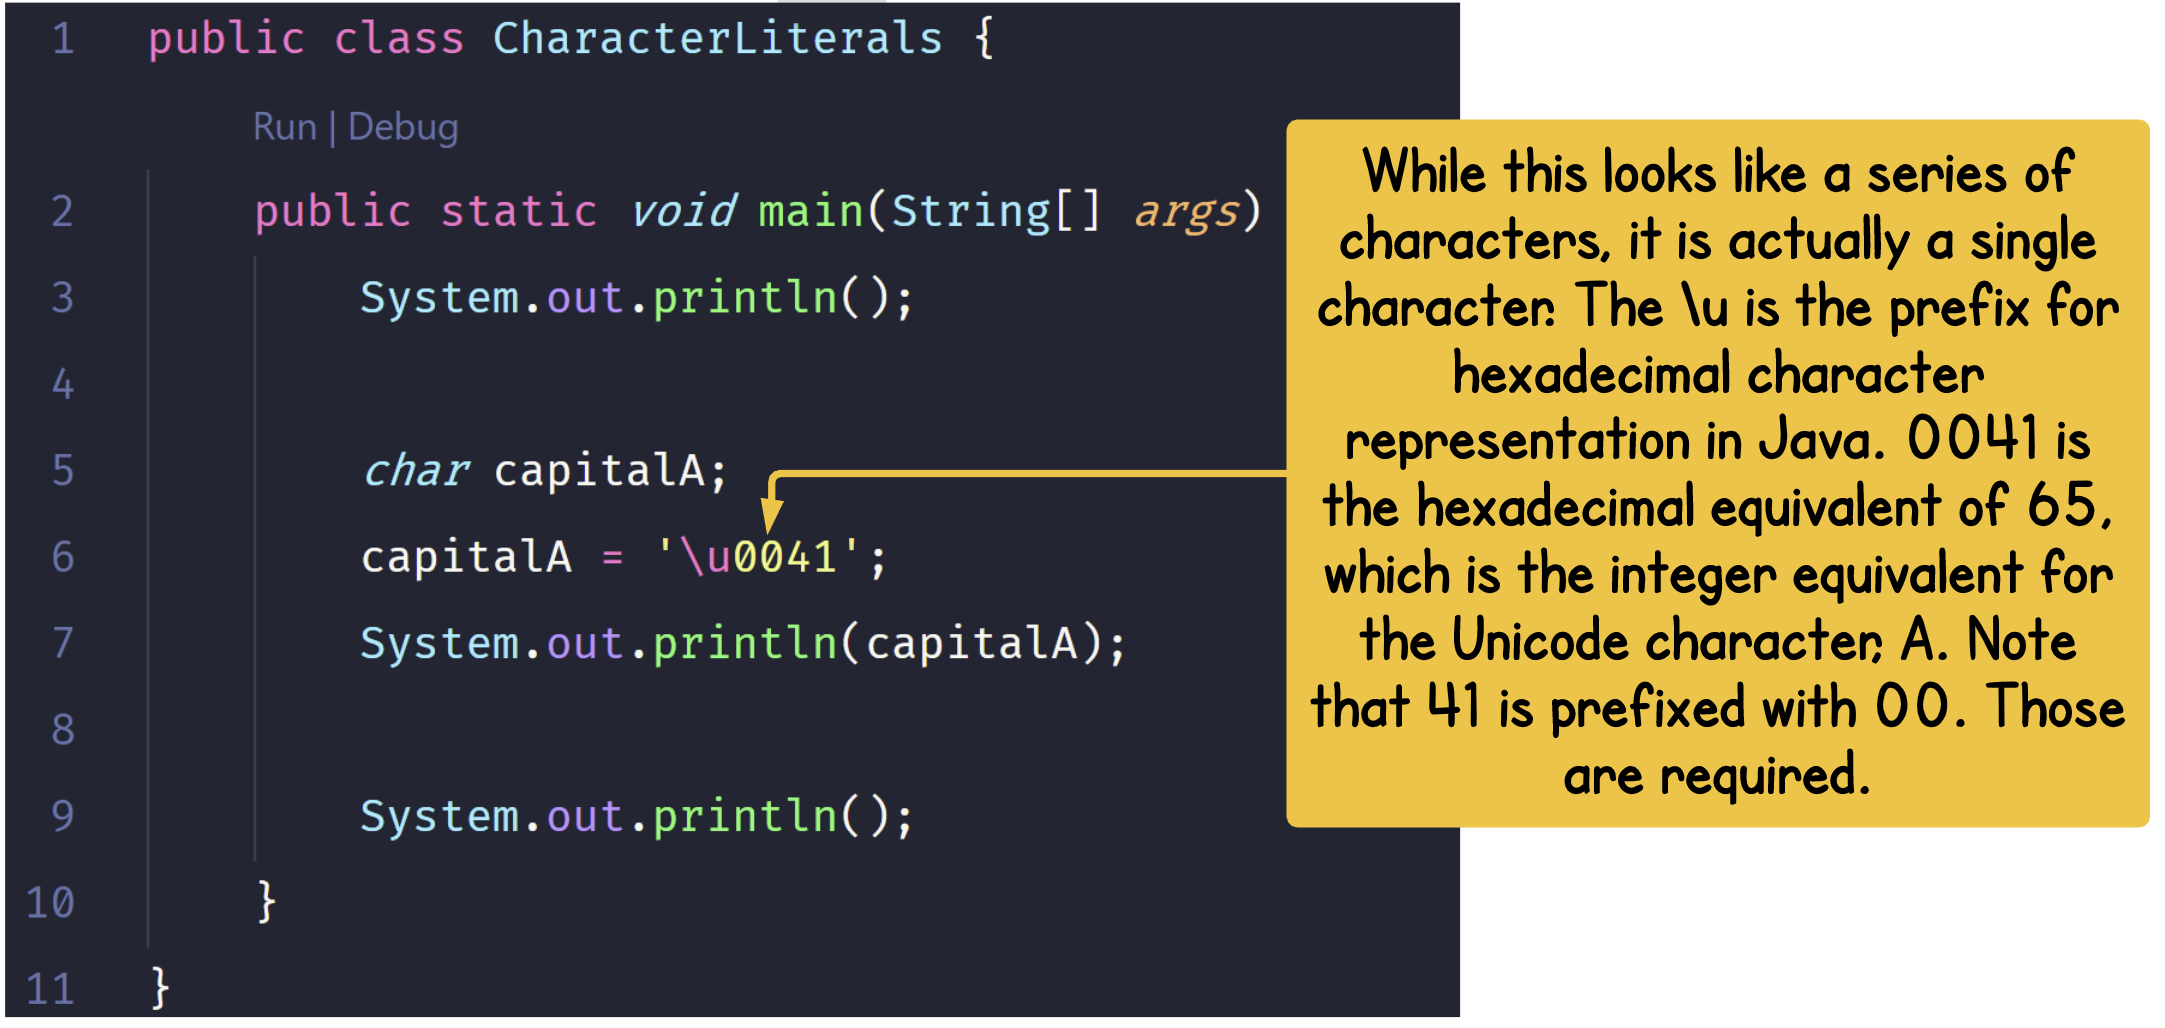 1 public class CharacterLiterals {
Run | Debug
2 public static void main(String[] args)
3 System.out.println();
4
5 char capitalA;
6 capitalA = '\u0041';
7 System.out.println(capitalA);
8
9 System.out.println();
10 }
11 }
While this looks like a series of
characters, it is actually a single
character. The \u is the prefix for
hexadecimal character
representation in Java. 0041 is
the hexadecimal equivalent of 65,
which is the integer equivalent for
the Unicode character, A. Note
that 41 is prefixed with 00. Those
are required.